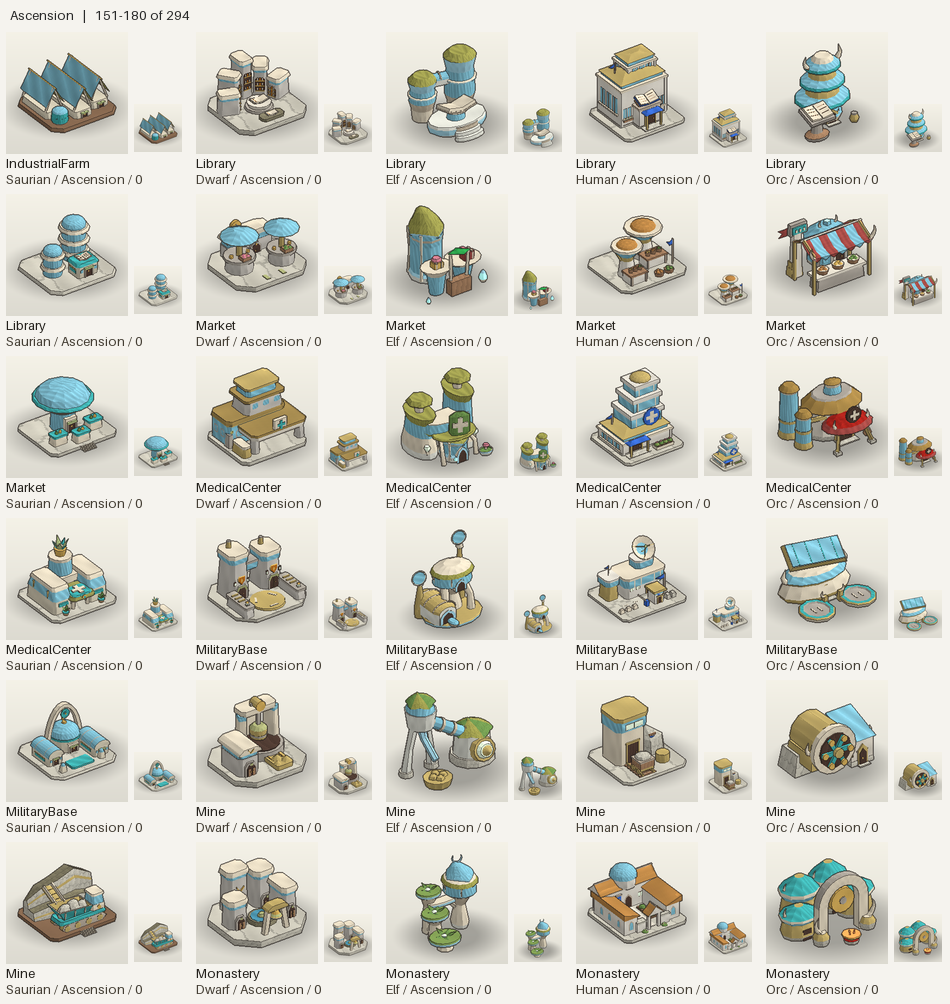 Ascension | 151-180 of 294
IndustrialFarm
Saurian / Ascension / 0
Library
Dwarf / Ascension / 0
Library
Elf / Ascension / 0
Library
Human / Ascension / 0
Library
Orc / Ascension / 0
Library
Saurian / Ascension / 0
Market
Dwarf / Ascension / 0
Market
Elf / Ascension / 0
Market
Human / Ascension / 0
Market
Orc / Ascension / 0
Market
Saurian / Ascension / 0
MedicalCenter
Dwarf / Ascension / 0
MedicalCenter
Elf / Ascension / 0
MedicalCenter
Human / Ascension / 0
MedicalCenter
Orc / Ascension / 0
MedicalCenter
Saurian / Ascension / 0
MilitaryBase
Dwarf / Ascension / 0
MilitaryBase
Elf / Ascension / 0
MilitaryBase
Human / Ascension / 0
MilitaryBase
Orc / Ascension / 0
MilitaryBase
Saurian / Ascension / 0
Mine
Dwarf / Ascension / 0
Mine
Elf / Ascension / 0
Mine
Human / Ascension / 0
Mine
Orc / Ascension / 0
Mine
Saurian / Ascension / 0
Monastery
Dwarf / Ascension / 0
Monastery
Elf / Ascension / 0
Monastery
Human / Ascension / 0
Monastery
Orc / Ascension / 0